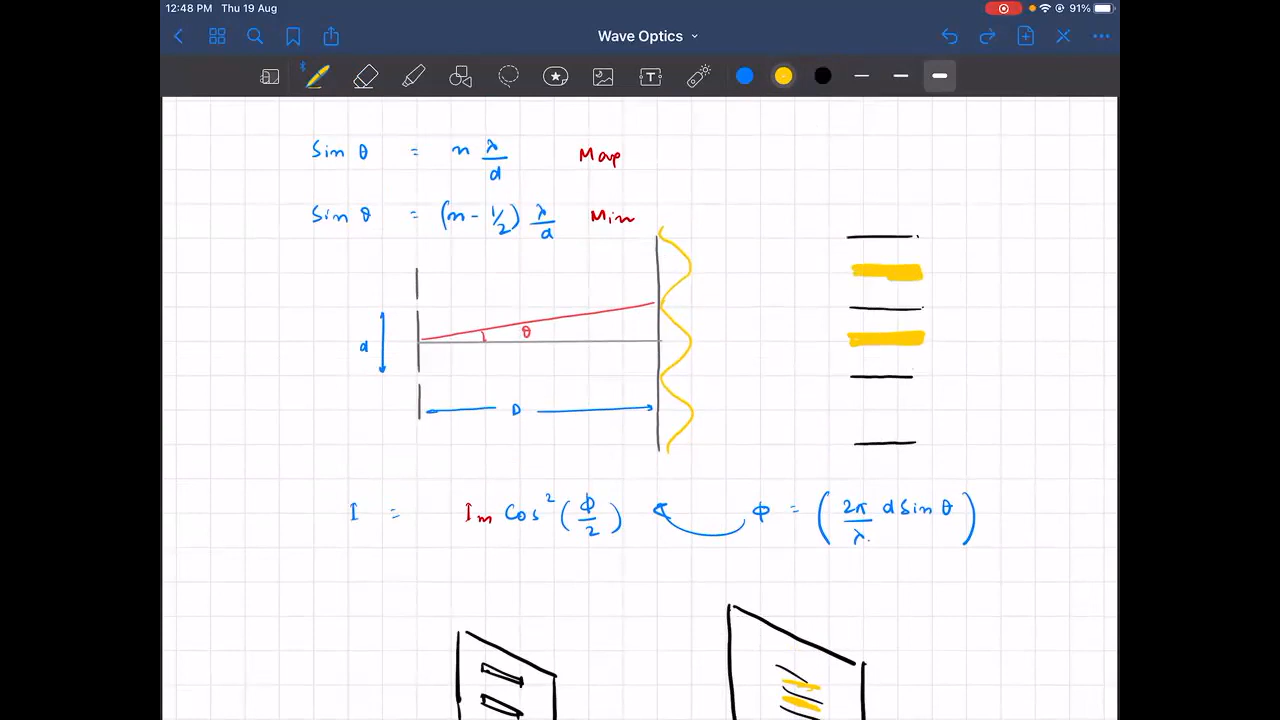 12:48 PM Thu 19 Aug 91%
Wave Optics
T
Sin θ = n λ/d Max
Sin θ = (n - 1/2) λ/d Min
θ
d
D
I = Im Cos² (ϕ/2) ϕ = (2π/λ d Sin θ)